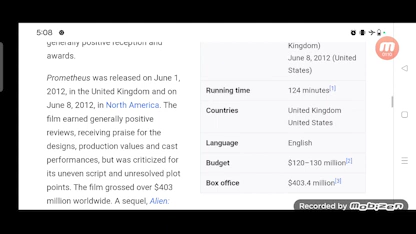 5:08
generally positive reception and
awards.
Prometheus was released on June 1,
2012, in the United Kingdom and on
June 8, 2012, in North America. The
film earned generally positive
reviews, receiving praise for the
designs, production values and cast
performances, but was criticized for
its uneven script and unresolved plot
points. The film grossed over $403
million worldwide. A sequel, Alien:
Kingdom)
June 8, 2012 (United
States)
Running time 124 minutes[1]
Countries United Kingdom
United States
Language English
Budget $120–130 million[2]
Box office $403.4 million[3]
Recorded by Mobizen